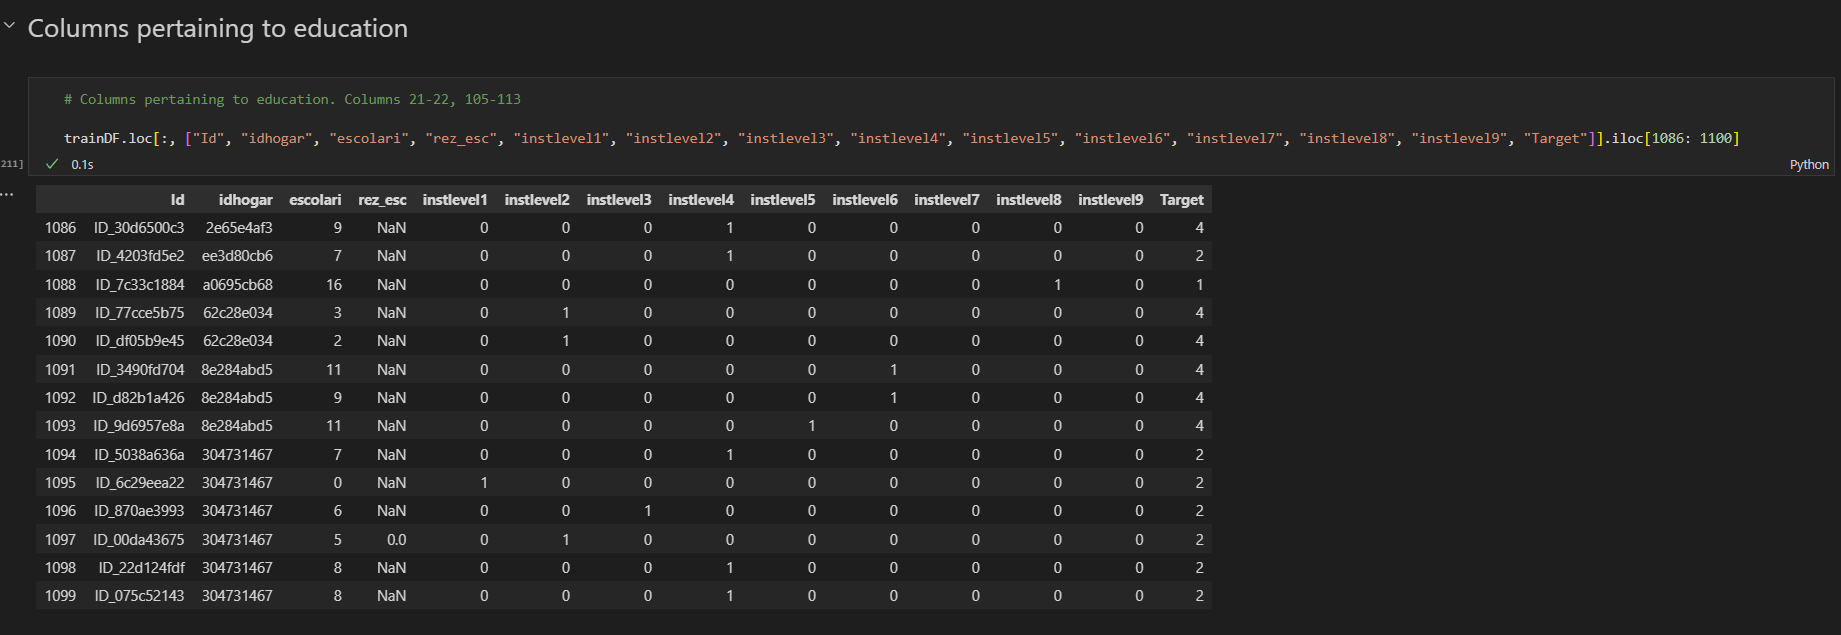 Columns pertaining to education
# Columns pertaining to education. Columns 21-22, 105-113
trainDF.loc[:, ["Id", "idhogar", "escolari", "rez_esc", "instlevel1", "instlevel2", "instlevel3", "instlevel4", "instlevel5", "instlevel6", "instlevel7", "instlevel8", "instlevel9", "Target"]].iloc[1086: 1100]
211] 0.1s Python
Id idhogar escolari rez_esc instlevel1 instlevel2 instlevel3 instlevel4 instlevel5 instlevel6 instlevel7 instlevel8 instlevel9 Target
1086 ID_30d6500c3 2e65e4af3 9 NaN 0 0 0 1 0 0 0 0 0 4
1087 ID_4203fd5e2 ee3d80cb6 7 NaN 0 0 0 1 0 0 0 0 0 2
1088 ID_7c33c1884 a0695cb68 16 NaN 0 0 0 0 0 0 0 1 0 1
1089 ID_77cce5b75 62c28e034 3 NaN 0 1 0 0 0 0 0 0 0 4
1090 ID_df05b9e45 62c28e034 2 NaN 0 1 0 0 0 0 0 0 0 4
1091 ID_3490fd704 8e284abd5 11 NaN 0 0 0 0 0 1 0 0 0 4
1092 ID_d82b1a426 8e284abd5 9 NaN 0 0 0 0 0 1 0 0 0 4
1093 ID_9d6957e8a 8e284abd5 11 NaN 0 0 0 0 1 0 0 0 0 4
1094 ID_5038a636a 304731467 7 NaN 0 0 0 1 0 0 0 0 0 2
1095 ID_6c29eea22 304731467 0 NaN 1 0 0 0 0 0 0 0 0 2
1096 ID_870ae3993 304731467 6 NaN 0 0 1 0 0 0 0 0 0 2
1097 ID_00da43675 304731467 5 0.0 0 1 0 0 0 0 0 0 0 2
1098 ID_22d124fdf 304731467 8 NaN 0 0 0 1 0 0 0 0 0 2
1099 ID_075c52143 304731467 8 NaN 0 0 0 1 0 0 0 0 0 2